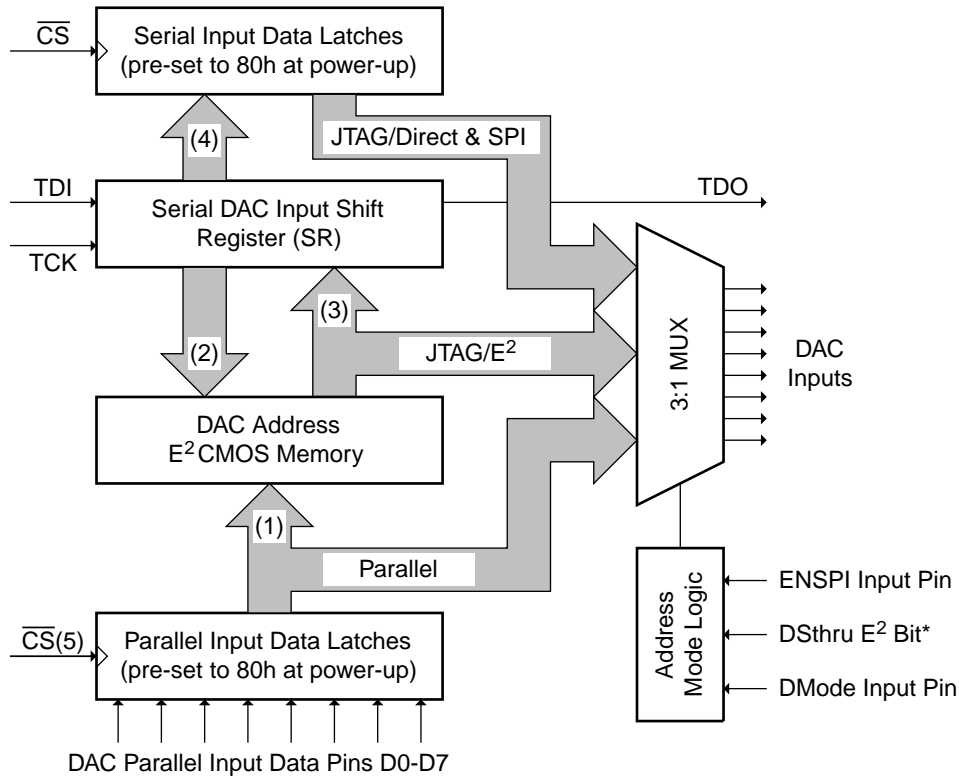 CS
Serial Input Data Latches
(pre-set to 80h at power-up)
JTAG/Direct & SPI
(4)
TDI
TDO
Serial DAC Input Shift
Register (SR)
TCK
(3)
(2)
JTAG/E²
3:1 MUX
DAC
Inputs
DAC Address
E² CMOS Memory
(1)
Parallel
Address
Mode Logic
ENSPI Input Pin
DSthru E² Bit*
DMode Input Pin
CS(5)
Parallel Input Data Latches
(pre-set to 80h at power-up)
DAC Parallel Input Data Pins D0-D7